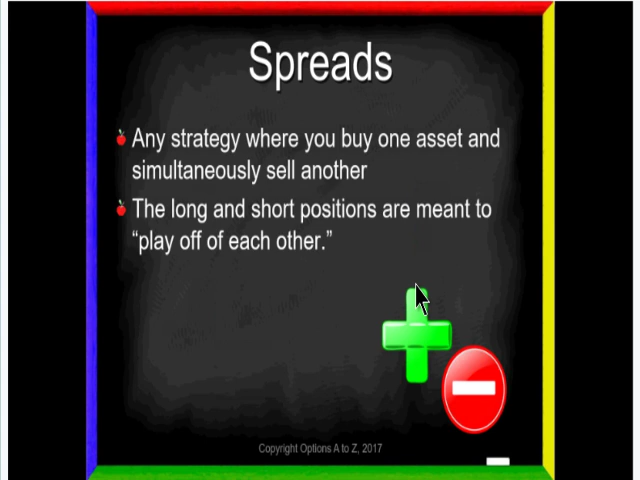 Spreads
Any strategy where you buy one asset and
simultaneously sell another
The long and short positions are meant to
“play off of each other.”
Copyright Options A to Z, 2017